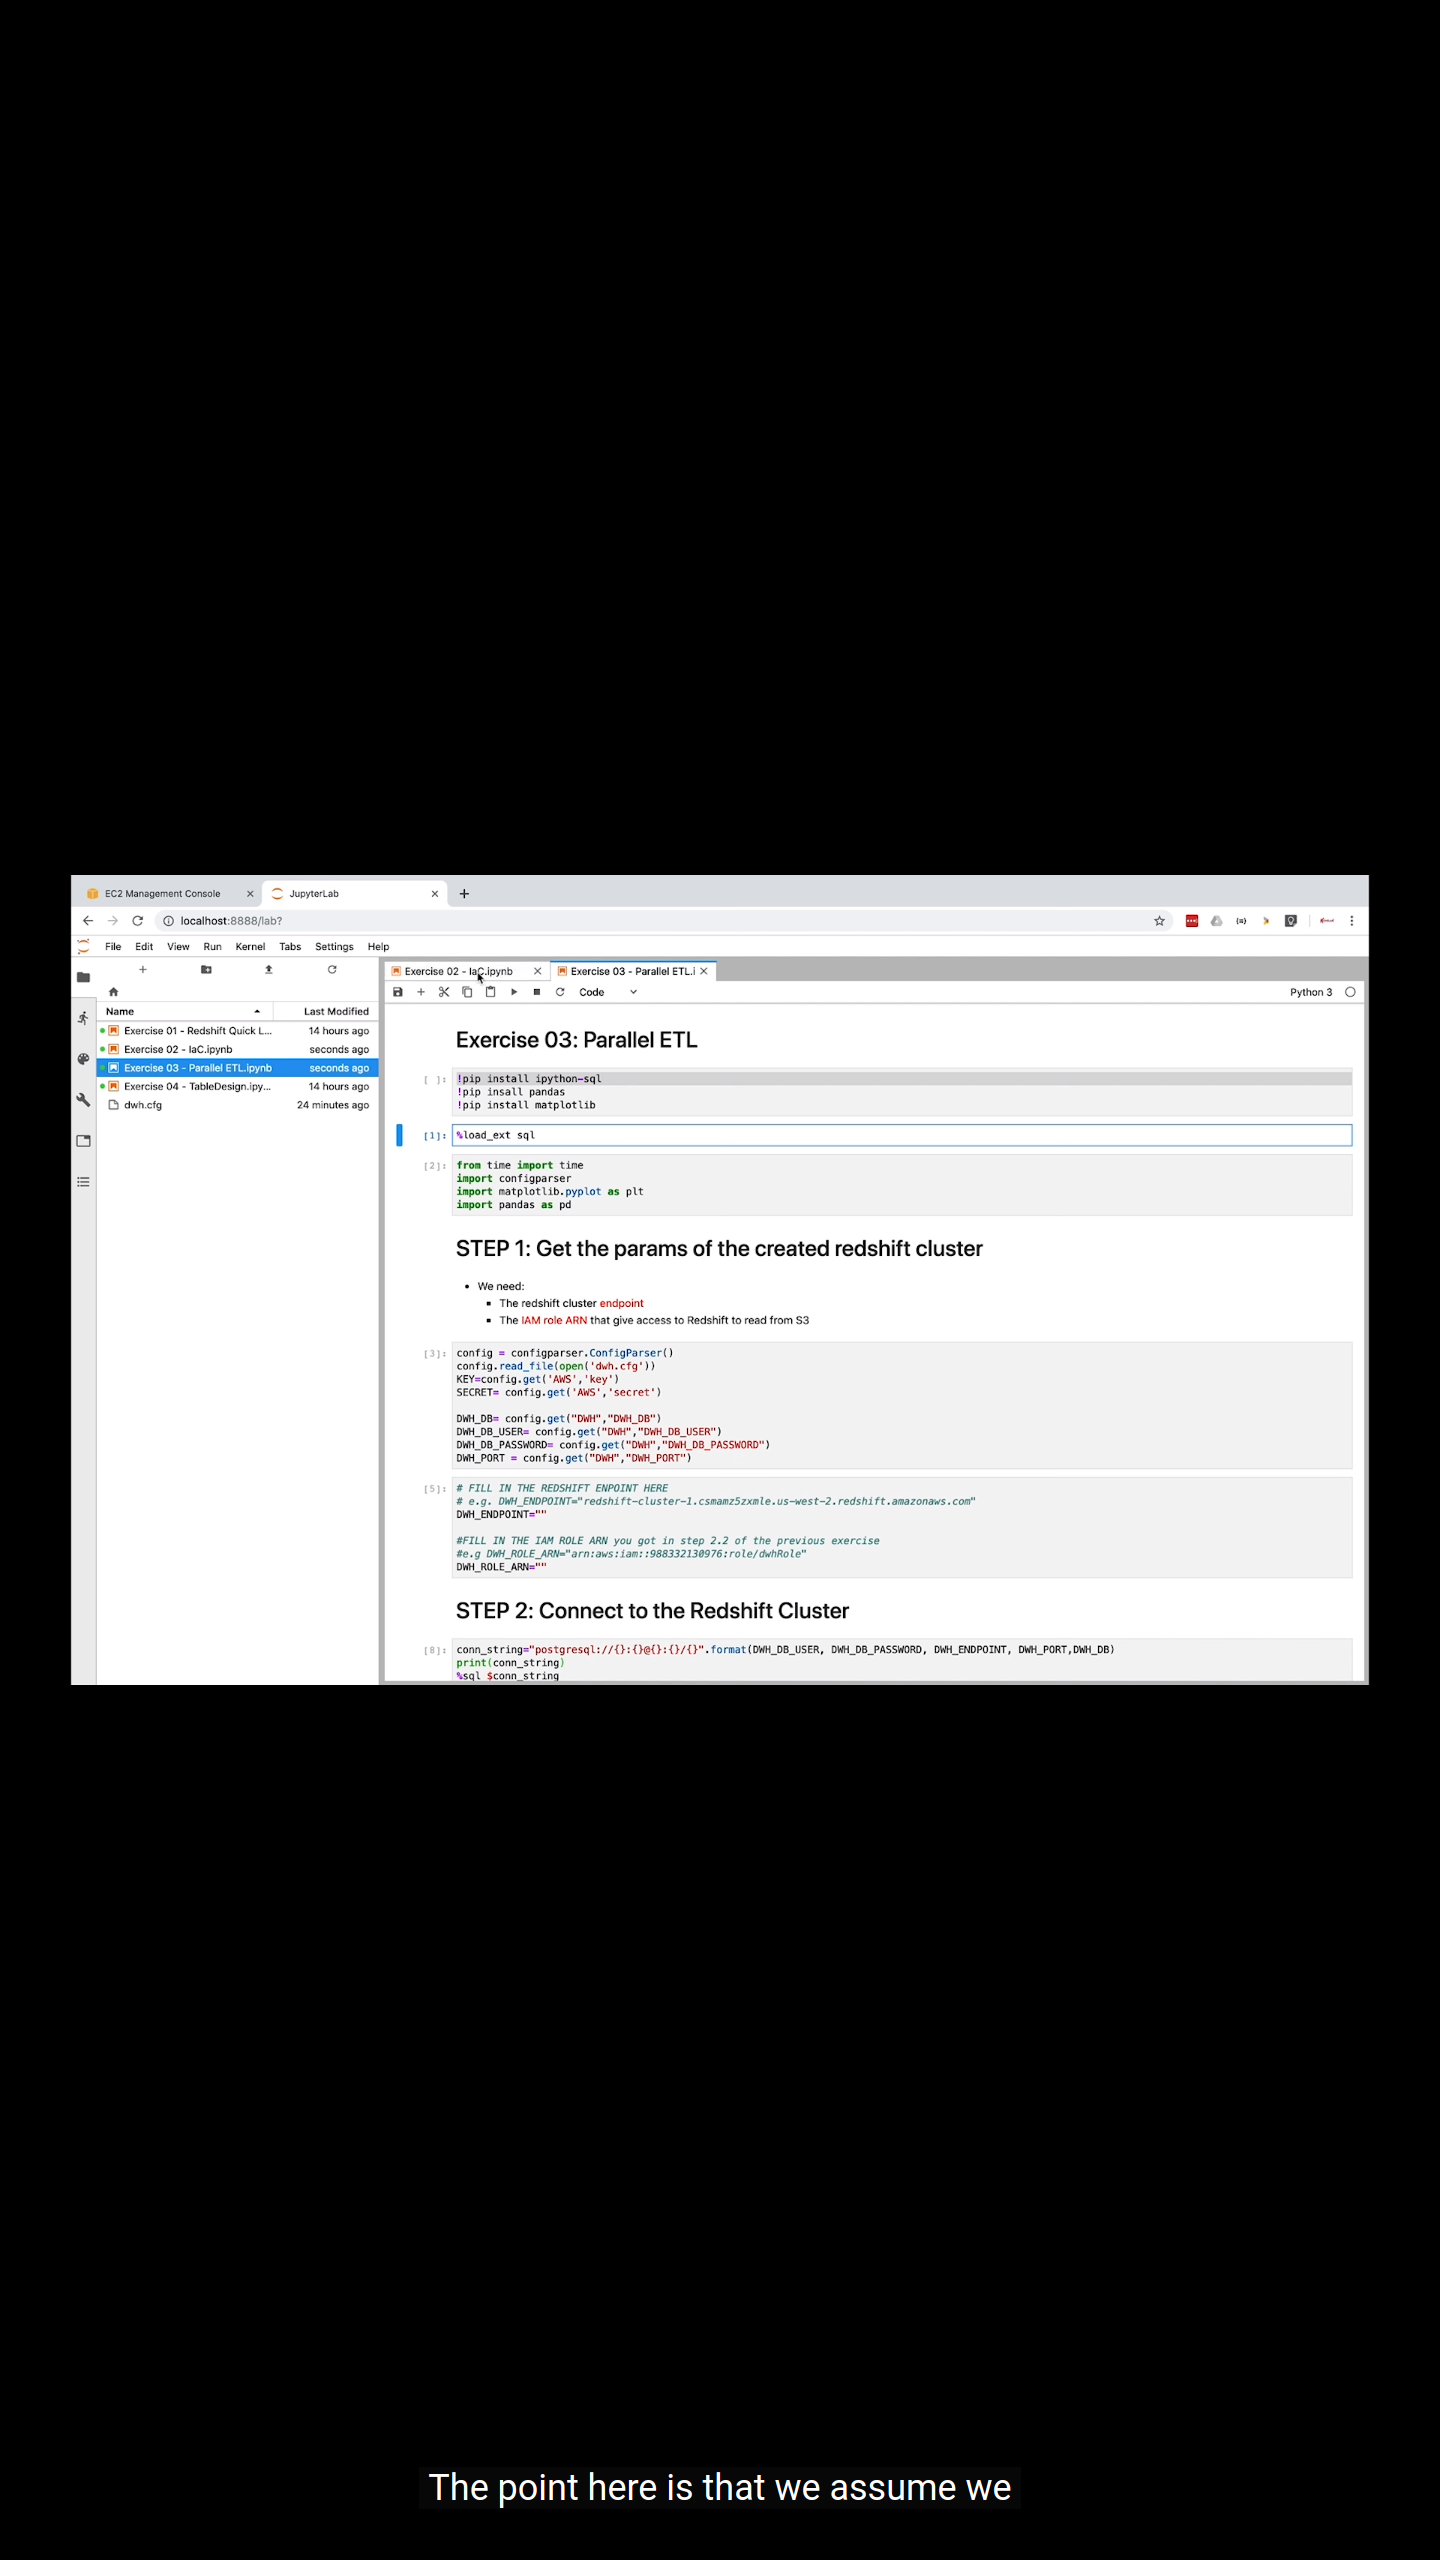 EC2 Management Console
JupyterLab
localhost:8888/lab?
File Edit View Run Kernel Tabs Settings Help
Name Last Modified
Exercise 01 - Redshift Quick L... 14 hours ago
Exercise 02 - IaC.ipynb seconds ago
Exercise 03 - Parallel ETL.ipynb seconds ago
Exercise 04 - TableDesign.ipy... 14 hours ago
dwh.cfg 24 minutes ago
Exercise 02 - IaC.ipynb
Exercise 03 - Parallel ETL.i
Code Python 3
Exercise 03: Parallel ETL
[ ]: !pip install ipython-sql
!pip insall pandas
!pip install matplotlib
[1]: %load_ext sql
[2]: from time import time
import configparser
import matplotlib.pyplot as plt
import pandas as pd
STEP 1: Get the params of the created redshift cluster
• We need:
▪ The redshift cluster endpoint
▪ The IAM role ARN that give access to Redshift to read from S3
[3]: config = configparser.ConfigParser()
config.read_file(open('dwh.cfg'))
KEY=config.get('AWS','key')
SECRET= config.get('AWS','secret')
DWH_DB= config.get("DWH","DWH_DB")
DWH_DB_USER= config.get("DWH","DWH_DB_USER")
DWH_DB_PASSWORD= config.get("DWH","DWH_DB_PASSWORD")
DWH_PORT = config.get("DWH","DWH_PORT")
[5]: # FILL IN THE REDSHIFT ENPOINT HERE
# e.g. DWH_ENDPOINT="redshift-cluster-1.csmamz5zxmle.us-west-2.redshift.amazonaws.com"
DWH_ENDPOINT=""
#FILL IN THE IAM ROLE ARN you got in step 2.2 of the previous exercise
#e.g DWH_ROLE_ARN="arn:aws:iam::988332130976:role/dwhRole"
DWH_ROLE_ARN=""
STEP 2: Connect to the Redshift Cluster
[8]: conn_string="postgresql://{}:{}@{}:{}/{}".format(DWH_DB_USER, DWH_DB_PASSWORD, DWH_ENDPOINT, DWH_PORT,DWH_DB)
print(conn_string)
%sql $conn_string
The point here is that we assume we